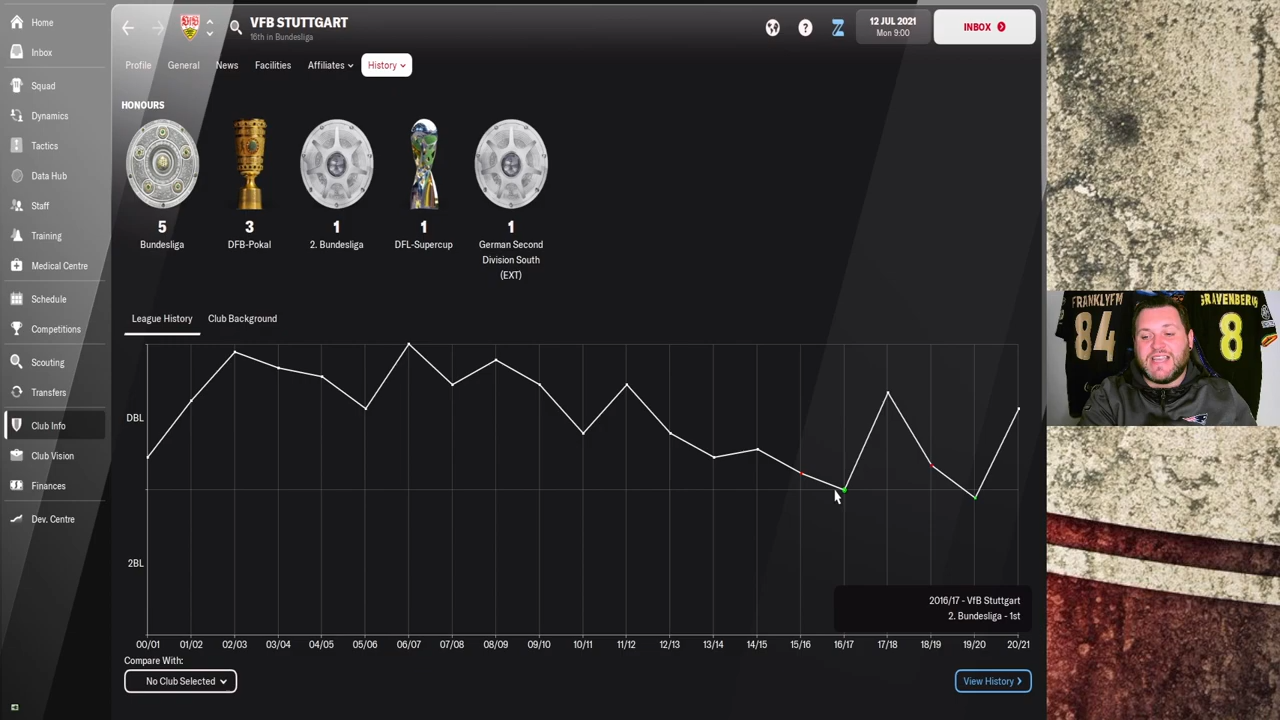 Home
Inbox
Squad
Dynamics
Tactics
Data Hub
Staff
Training
Medical Centre
Schedule
Competitions
Scouting
Transfers
Club Info
Club Vision
Finances
Dev. Centre
VFB STUTTGART
16th in Bundesliga
12 JUL 2021
Mon 9:00
INBOX
Profile
General
News
Facilities
Affiliates
History
HONOURS
5
Bundesliga
3
DFB-Pokal
1
2. Bundesliga
1
DFL-Supercup
1
German Second
Division South
(EXT)
League History
Club Background
DBL
2BL
2016/17 - VfB Stuttgart
2. Bundesliga - 1st
00/01 01/02 02/03 03/04 04/05 05/06 06/07 07/08 08/09 09/10 10/11 11/12 12/13 13/14 14/15 15/16 16/17 17/18 18/19 19/20 20/21
Compare With:
No Club Selected
View History
FRANKLYFM
84
GRAVENBERCH
8